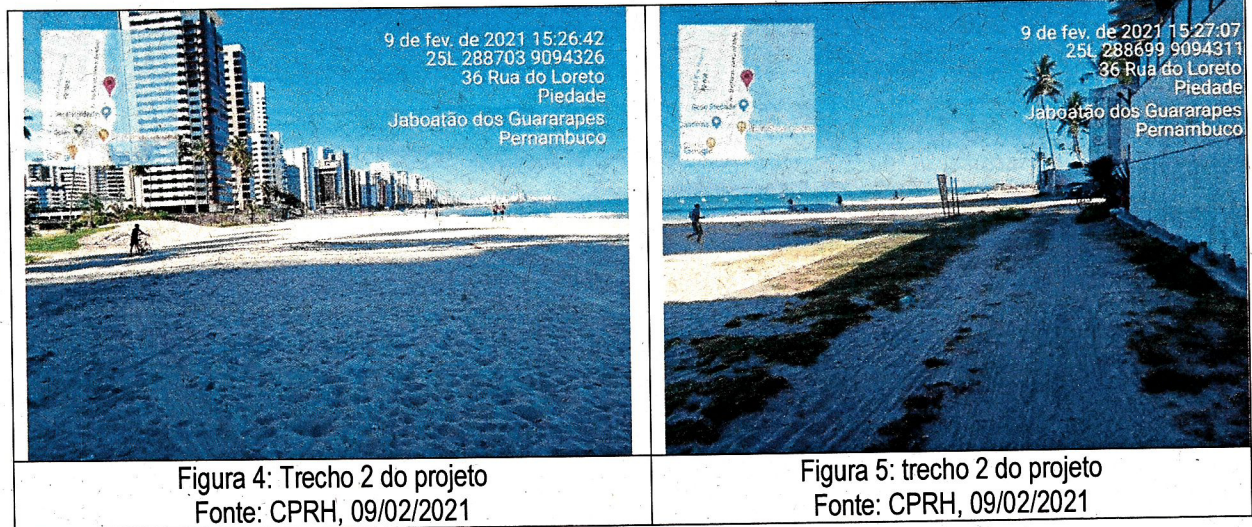 9 de fev. de 2021 15:26:42
25L 288703 9094326
36 Rua do Loreto
Piedade
Jaboatão dos Guararapes
Pernambuco
9 de fev. de 2021 15:27:07
25L 288699 9094311
36 Rua do Loreto
Piedade
Jaboatão dos Guararapes
Pernambuco
Figura 4: Trecho 2 do projeto
Fonte: CPRH, 09/02/2021
Figura 5: trecho 2 do projeto
Fonte: CPRH, 09/02/2021